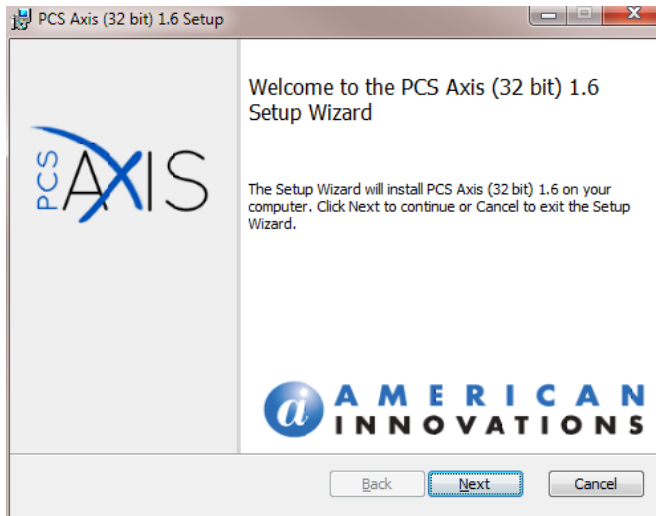 PCS Axis (32 bit) 1.6 Setup
Welcome to the PCS Axis (32 bit) 1.6
Setup Wizard
PCS AXIS
The Setup Wizard will install PCS Axis (32 bit) 1.6 on your
computer. Click Next to continue or Cancel to exit the Setup
Wizard.
a AMERICAN
INNOVATIONS
Back Next Cancel